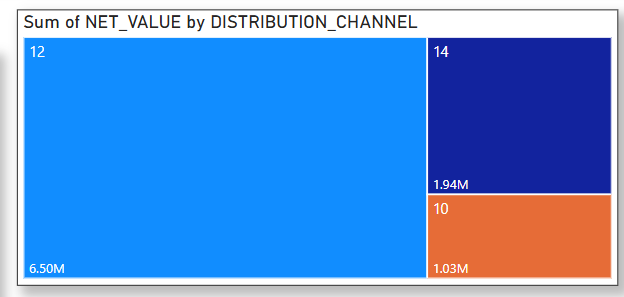 Sum of NET_VALUE by DISTRIBUTION_CHANNEL
12
6.50M
14
1.94M
10
1.03M